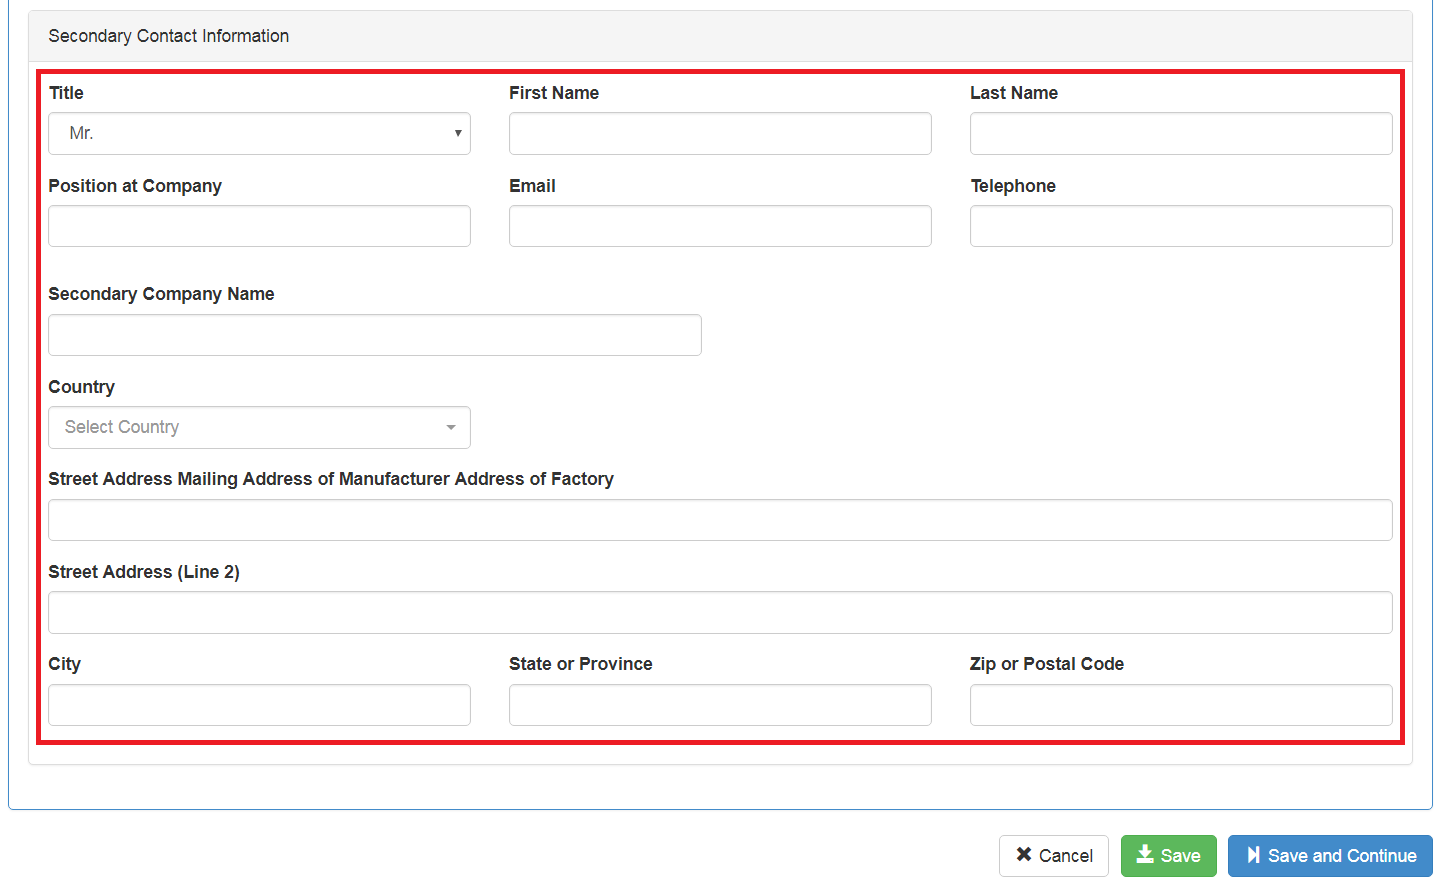 Secondary Contact Information
Title First Name Last Name
Mr.
Position at Company Email Telephone
Secondary Company Name
Country
Select Country
Street Address Mailing Address of Manufacturer Address of Factory
Street Address (Line 2)
City State or Province Zip or Postal Code
Cancel Save Save and Continue